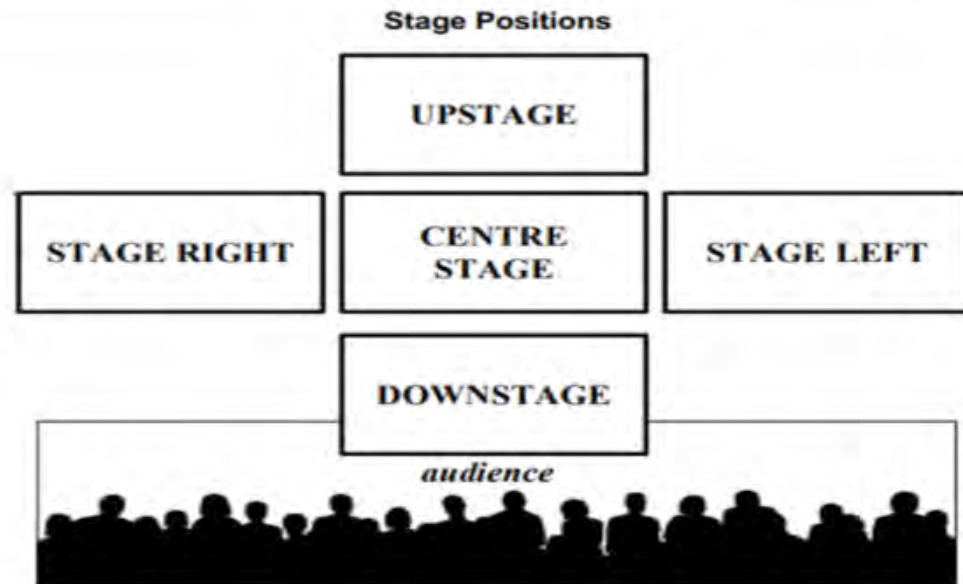 Stage Positions
UPSTAGE
STAGE RIGHT
CENTRE
STAGE
STAGE LEFT
DOWNSTAGE
audience